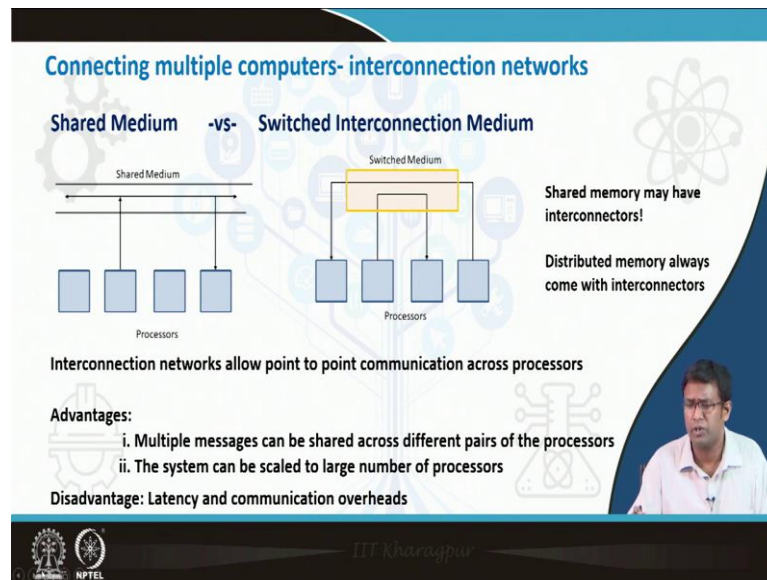 Connecting multiple computers- interconnection networks
Shared Medium -vs- Switched Interconnection Medium
Shared Medium
Processors
Switched Medium
Processors
Shared memory may have
interconnectors!
Distributed memory always
come with interconnectors
Interconnection networks allow point to point communication across processors
Advantages:
i. Multiple messages can be shared across different pairs of the processors
ii. The system can be scaled to large number of processors
Disadvantage: Latency and communication overheads
IIT Kharagpur
NPTEL